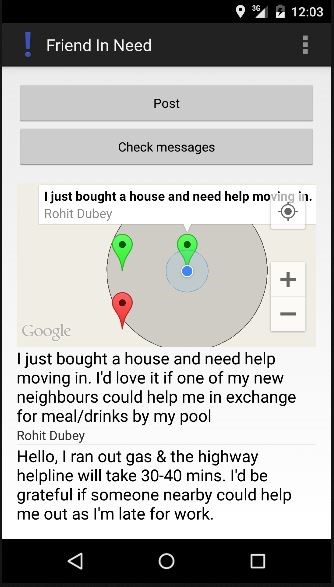 3G 12:03
Friend In Need
Post
Check messages
I just bought a house and need help moving in.
Rohit Dubey
+
−
Google
I just bought a house and need help
moving in. I'd love it if one of my new
neighbours could help me in exchange
for meal/drinks by my pool
Rohit Dubey
Hello, I ran out gas & the highway
helpline will take 30-40 mins. I'd be
grateful if someone nearby could help
me out as I'm late for work.